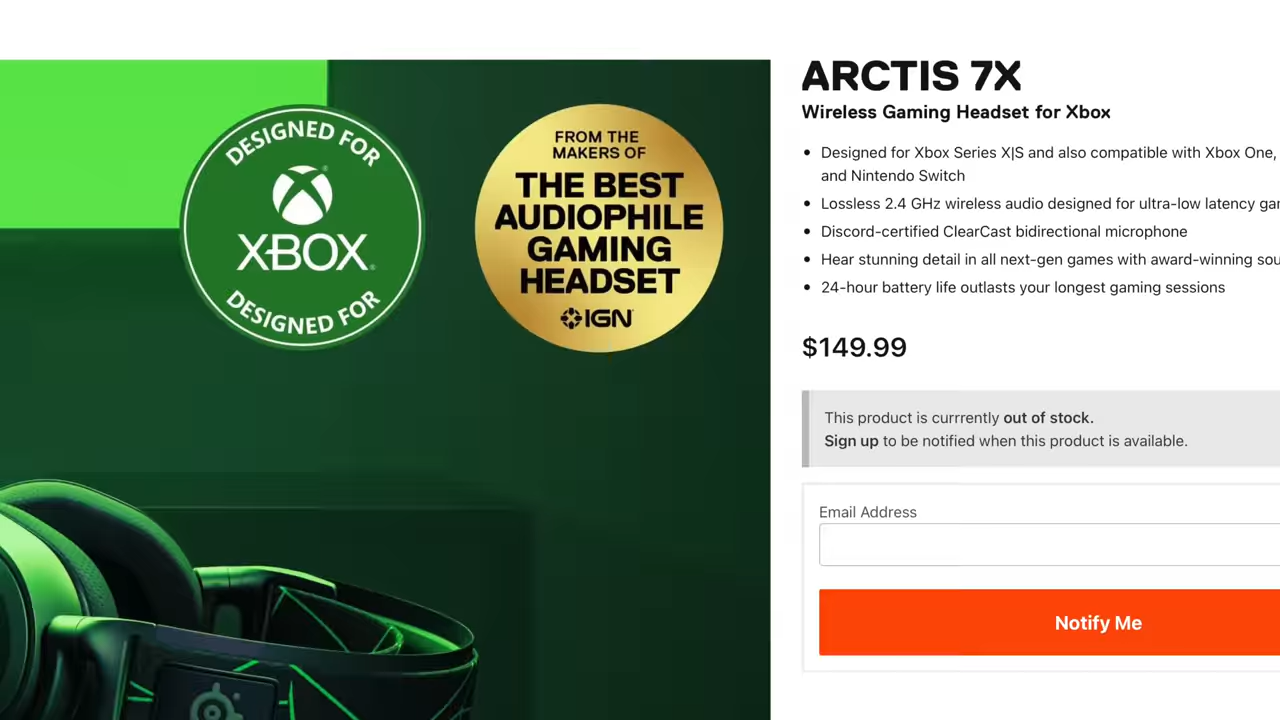 DESIGNED FOR
XBOX
DESIGNED FOR
FROM THE
MAKERS OF
THE BEST
AUDIOPHILE
GAMING
HEADSET
IGN
ARCTIS 7X
Wireless Gaming Headset for Xbox
• Designed for Xbox Series X|S and also compatible with Xbox One,
and Nintendo Switch
• Lossless 2.4 GHz wireless audio designed for ultra-low latency gar
• Discord-certified ClearCast bidirectional microphone
• Hear stunning detail in all next-gen games with award-winning sou
• 24-hour battery life outlasts your longest gaming sessions
$149.99
This product is currrently out of stock.
Sign up to be notified when this product is available.
Email Address
Notify Me